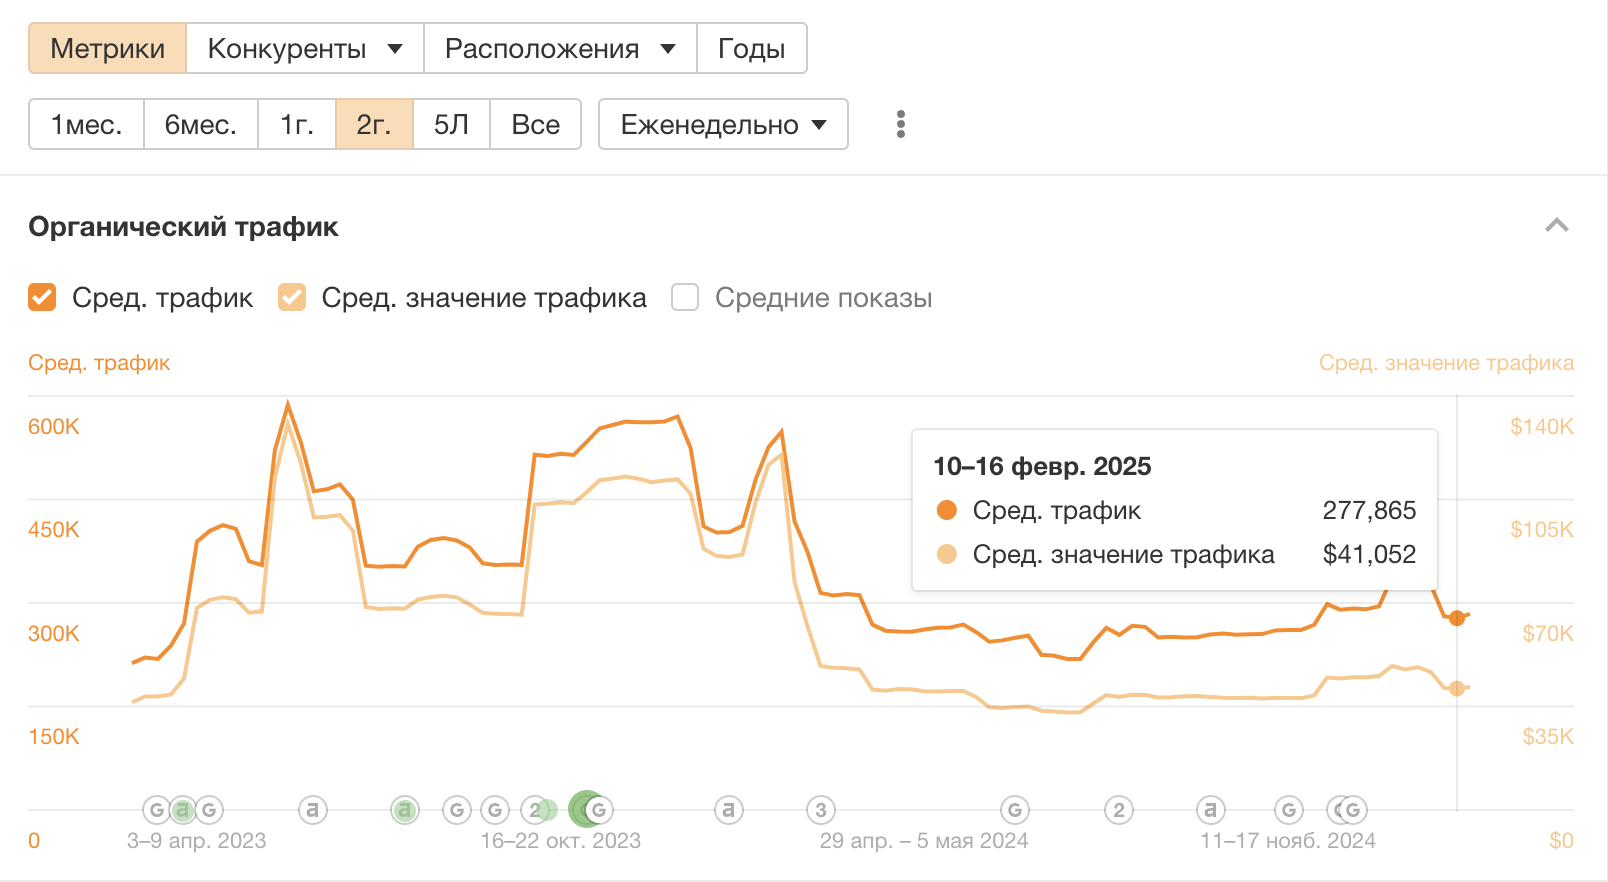 Метрики Конкуренты Расположения Годы
1мес. 6мес. 1г. 2г. 5Л Все Еженедельно
Органический трафик
Сред. трафик Сред. значение трафика Средние показы
Сред. трафик Сред. значение трафика
600K $140K
10–16 февр. 2025
Сред. трафик 277,865
450K $105K
Сред. значение трафика $41,052
300K $70K
150K $35K
G a G a a G G 2 G a 3 G 2 a G G
0 3–9 апр. 2023 16–22 окт. 2023 29 апр. – 5 мая 2024 11–17 нояб. 2024 $0